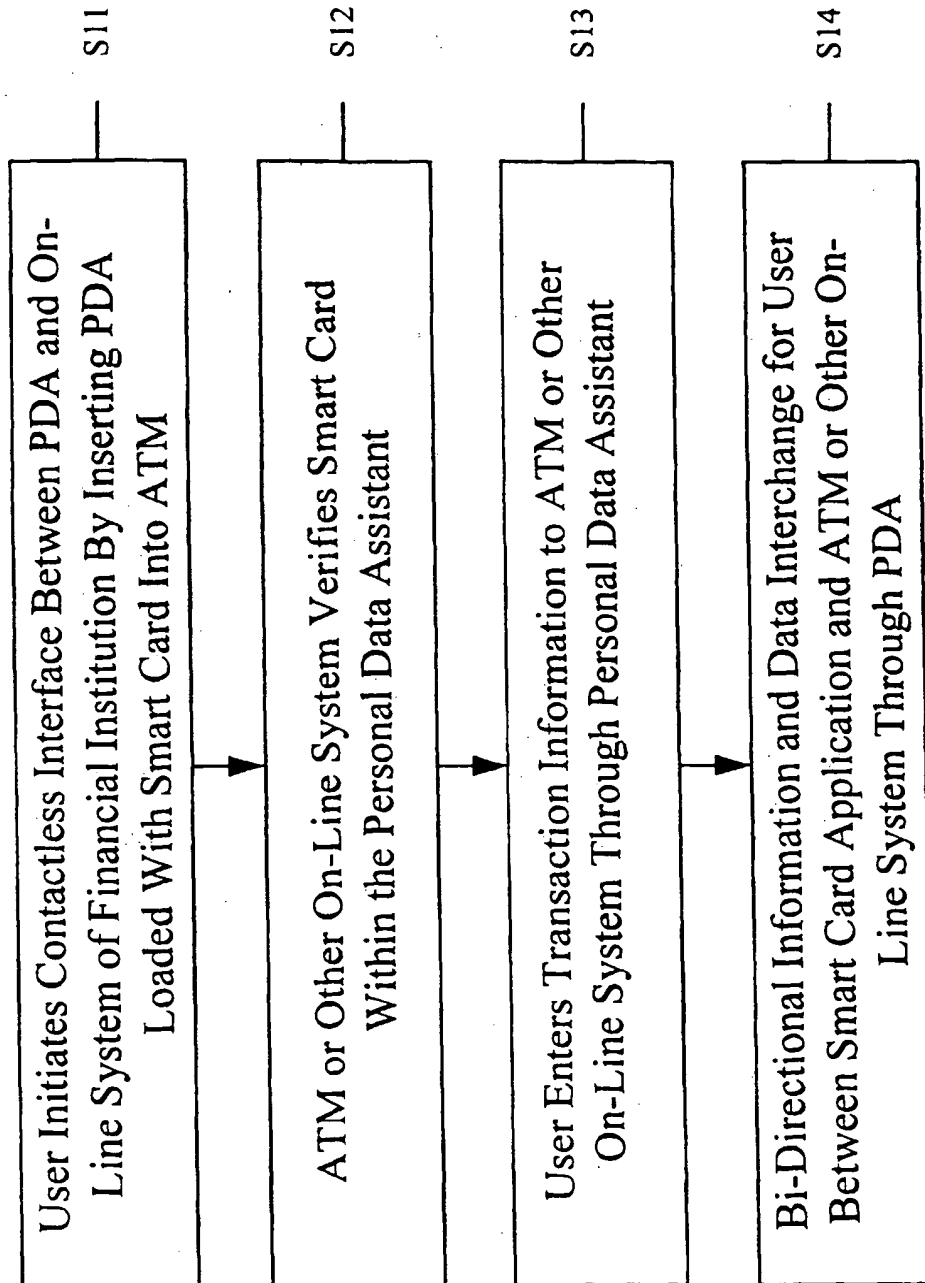 User Initiates Contactless Interface Between PDA and On-
Line System of Financial Institution By Inserting PDA
Loaded With Smart Card Into ATM
S11
ATM or Other On-Line System Verifies Smart Card
Within the Personal Data Assistant
S12
User Enters Transaction Information to ATM or Other
On-Line System Through Personal Data Assistant
S13
Bi-Directional Information and Data Interchange for User
Between Smart Card Application and ATM or Other On-
Line System Through PDA
S14